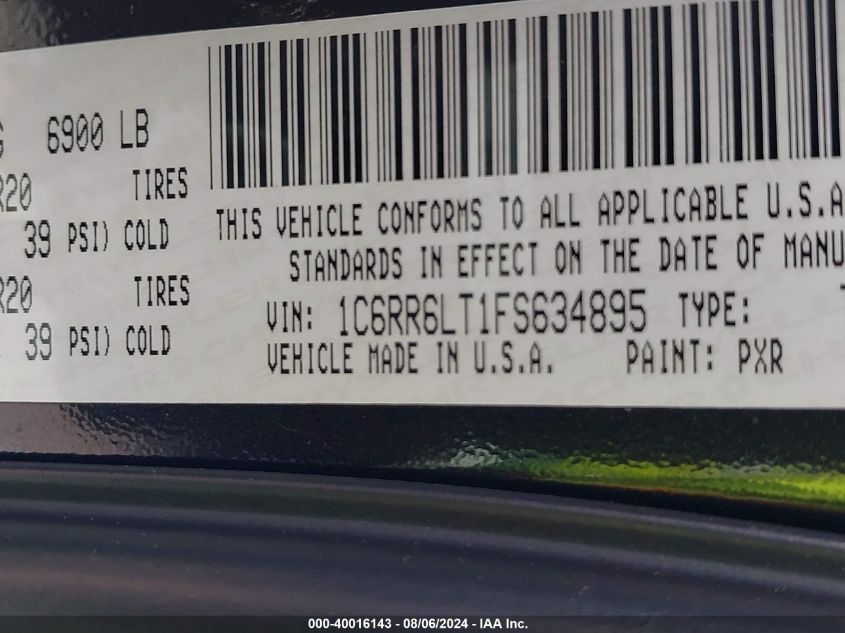 6900 LB
R20 TIRES
39 PSI) COLD
R20 TIRES
39 PSI) COLD
THIS VEHICLE CONFORMS TO ALL APPLICABLE U.S.A
STANDARDS IN EFFECT ON THE DATE OF MANU
VIN: 1C6RR6LT1FS634895 TYPE:
VEHICLE MADE IN U.S.A. PAINT: PXR
000-40016143 - 08/06/2024 - IAA Inc.